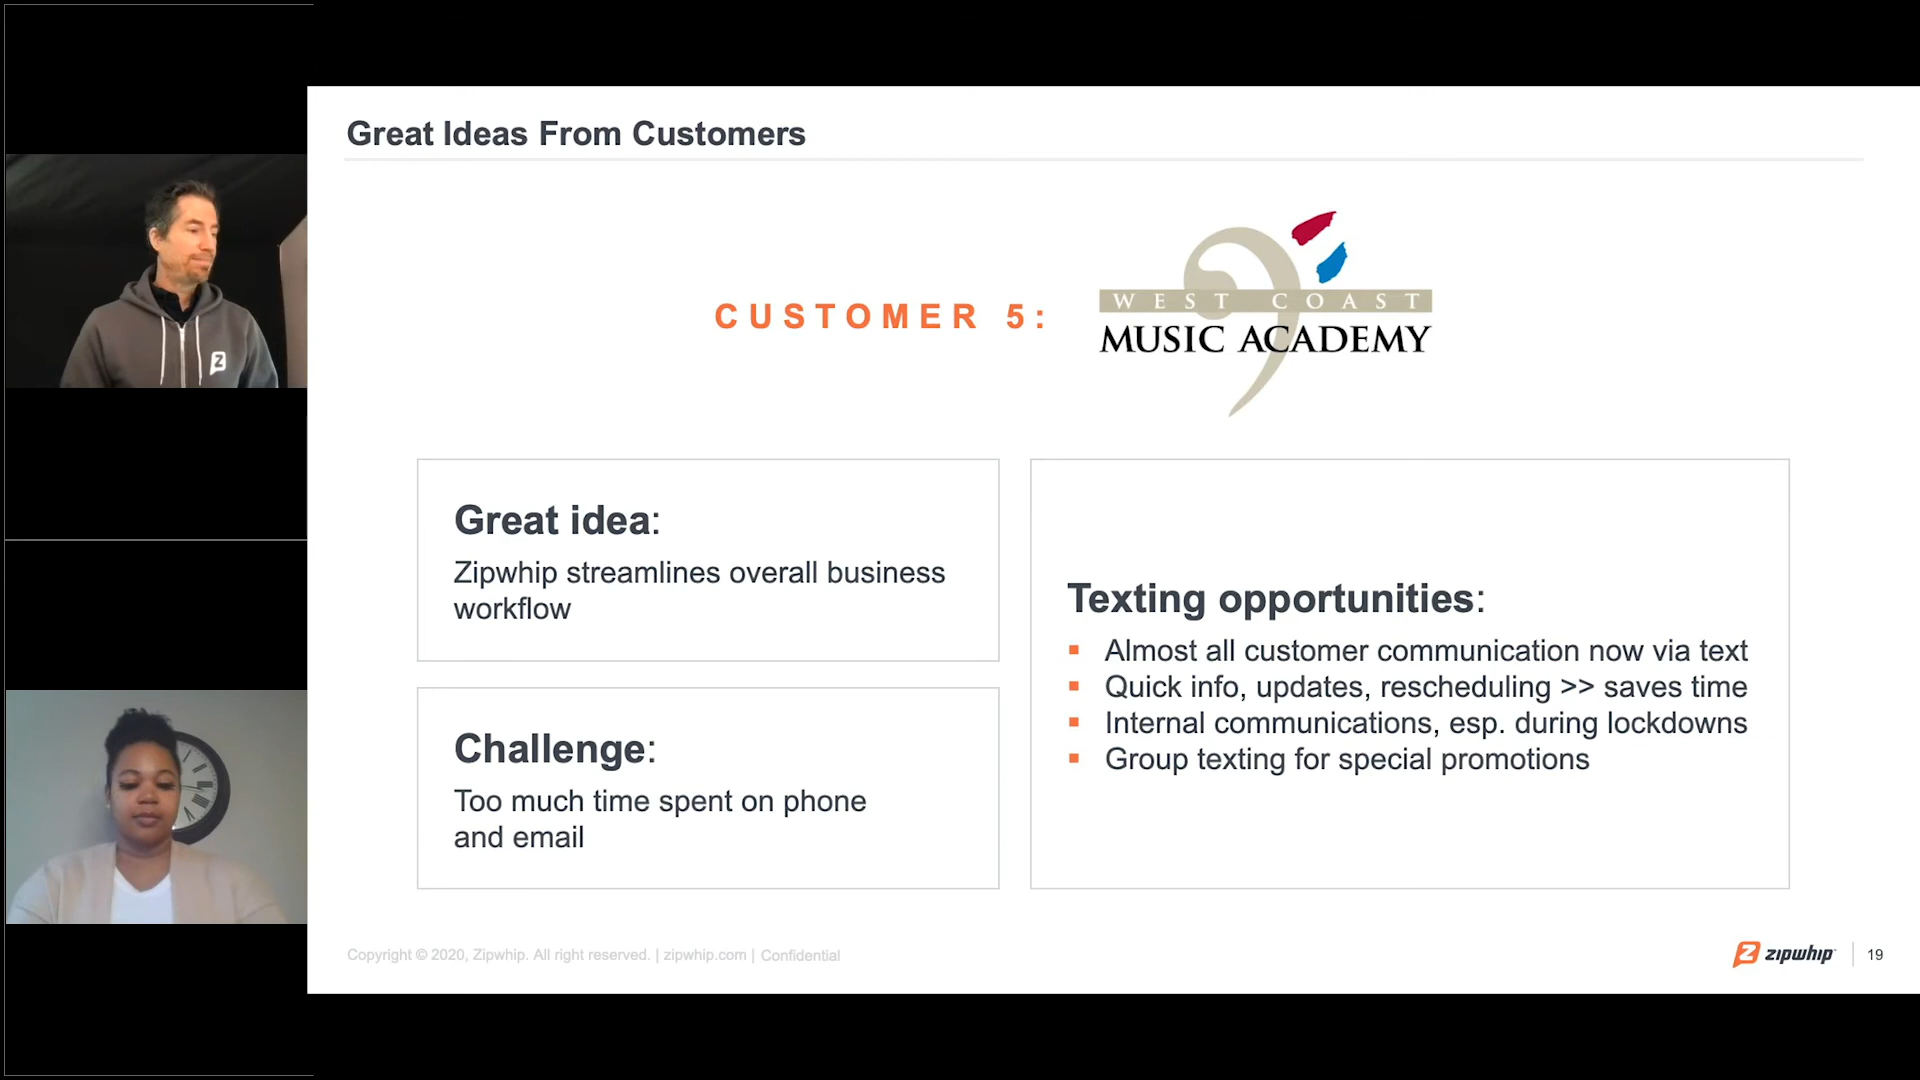 Great Ideas From Customers
CUSTOMER 5:
WEST COAST
MUSIC ACADEMY
Great idea:
Zipwhip streamlines overall business
workflow
Challenge:
Too much time spent on phone
and email
Texting opportunities:
▪ Almost all customer communication now via text
▪ Quick info, updates, rescheduling >> saves time
▪ Internal communications, esp. during lockdowns
▪ Group texting for special promotions
Copyright © 2020, Zipwhip. All right reserved. | zipwhip.com | Confidential
zipwhip 19